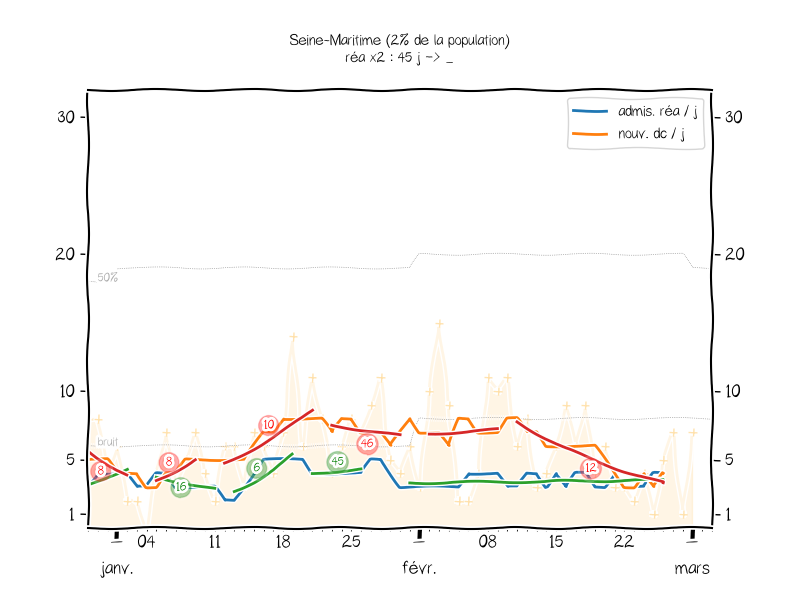 Seine-Maritime (2% de la population)
réa x2 : 45 j -> _
admis. réa / j
nouv. dc / j
30 30
20 20
50%
10 10
bruit
5 5
1 1
8
8
16
10
6
45
46
12
04 11 18 25 08 15 22
janv. févr. mars